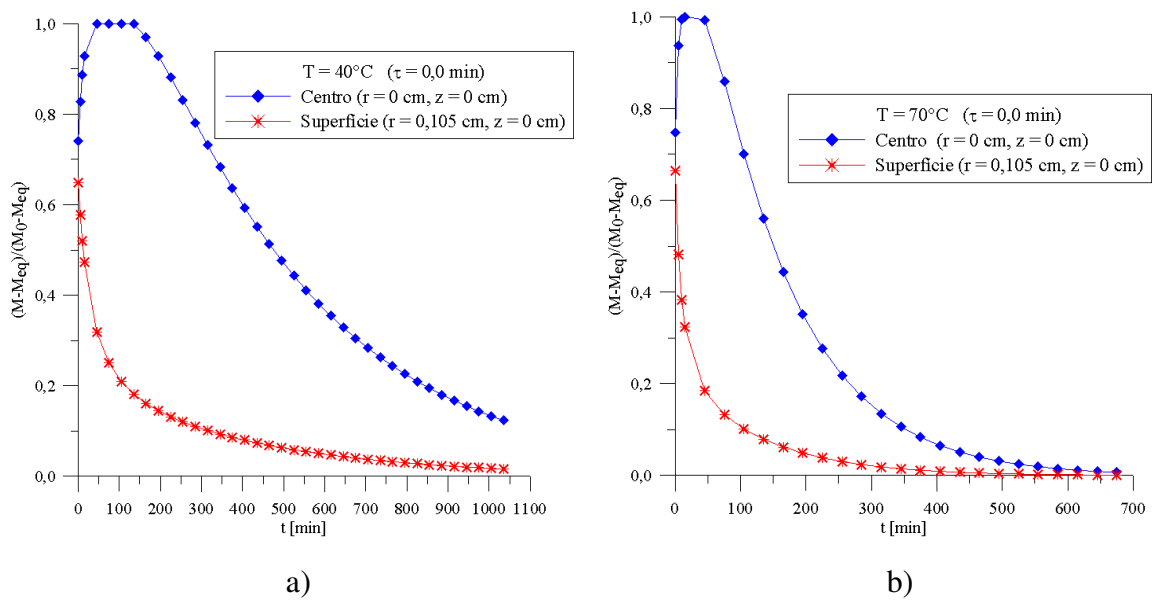 1,0
0,8
0,6
0,4
0,2
0,0
(M-Meq)/(M0-Meq)
T = 40°C (τ = 0,0 min)
Centro (r = 0 cm, z = 0 cm)
Superfície (r = 0,105 cm, z = 0 cm)
0 100 200 300 400 500 600 700 800 900 1000 1100
t [min]
a)
1,0
0,8
0,6
0,4
0,2
0,0
(M-Meq)/(M0-Meq)
T = 70°C (τ = 0,0 min)
Centro (r = 0 cm, z = 0 cm)
Superfície (r = 0,105 cm, z = 0 cm)
0 100 200 300 400 500 600 700
t [min]
b)